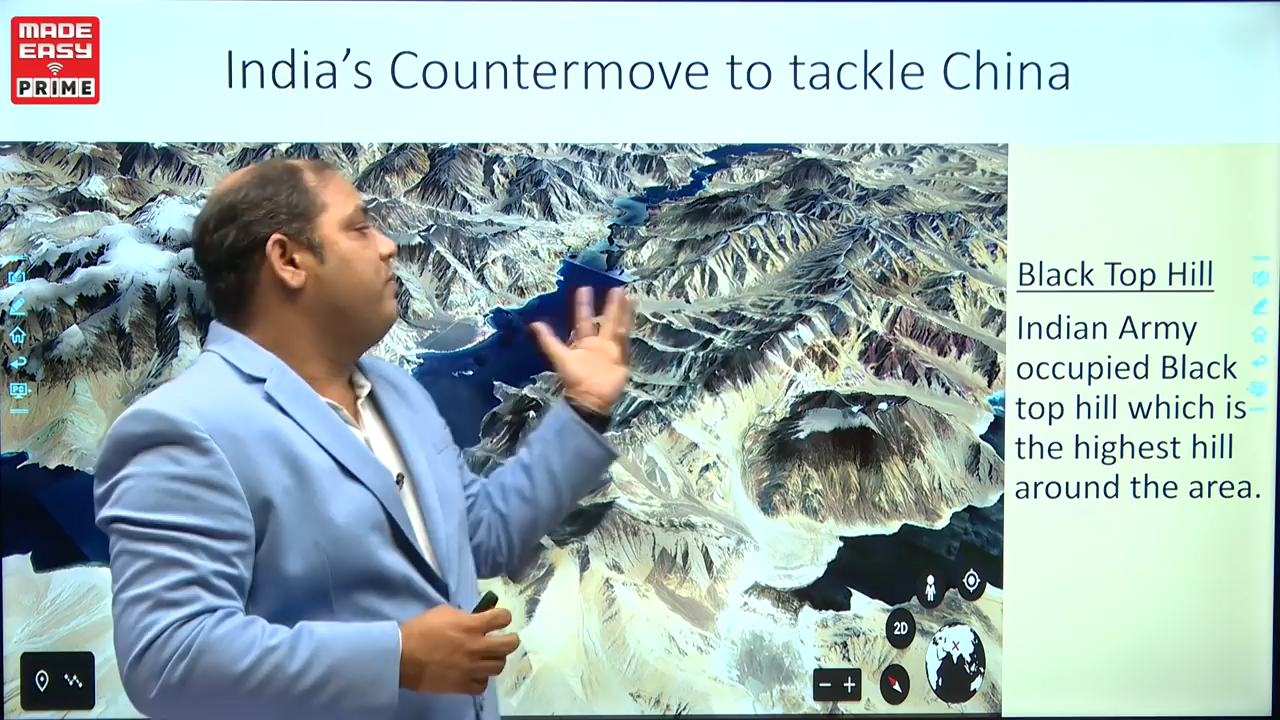 MADE
EASY
PRIME
India’s Countermove to tackle China
Black Top Hill
Indian Army
occupied Black
top hill which is
the highest hill
around the area.
PC
2D